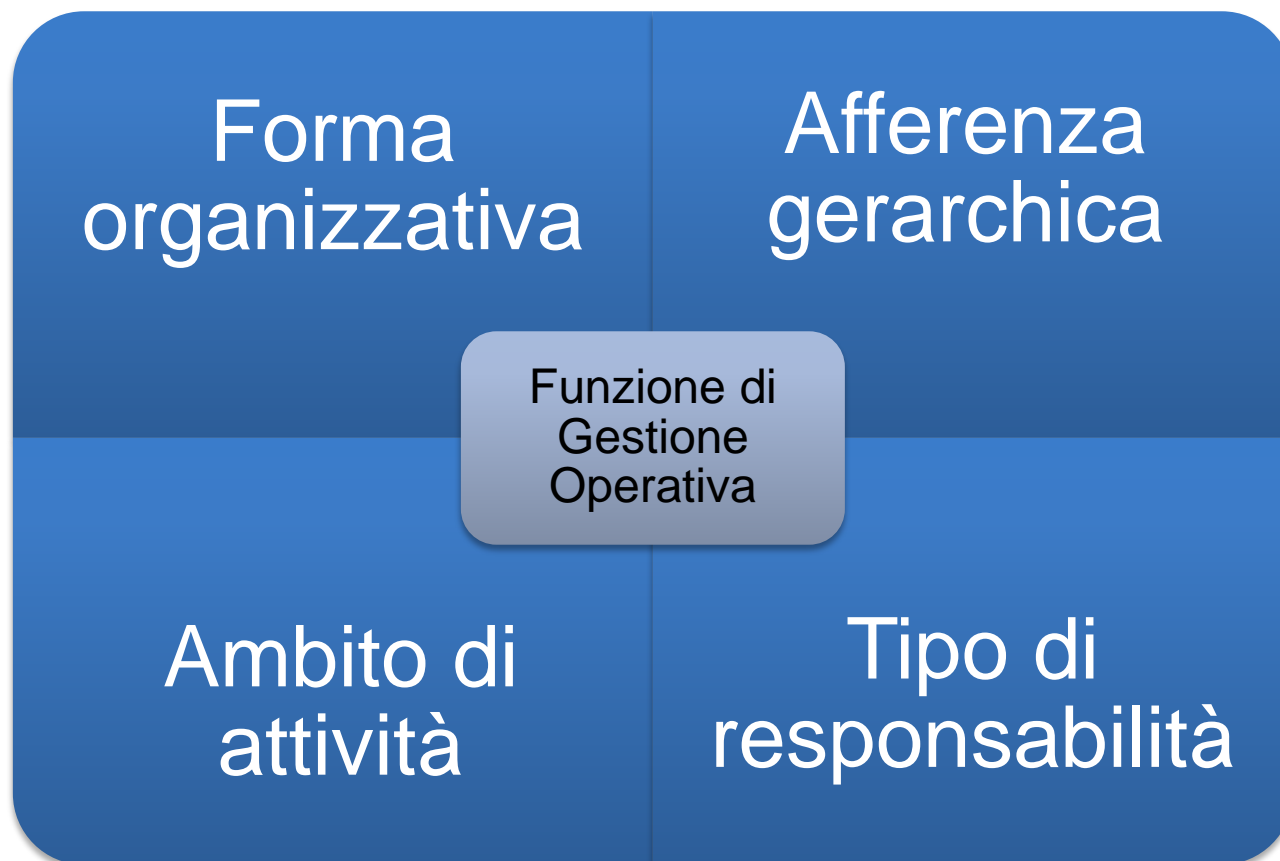 Forma
organizzativa
Afferenza
gerarchica
Funzione di
Gestione
Operativa
Ambito di
attività
Tipo di
responsabilità